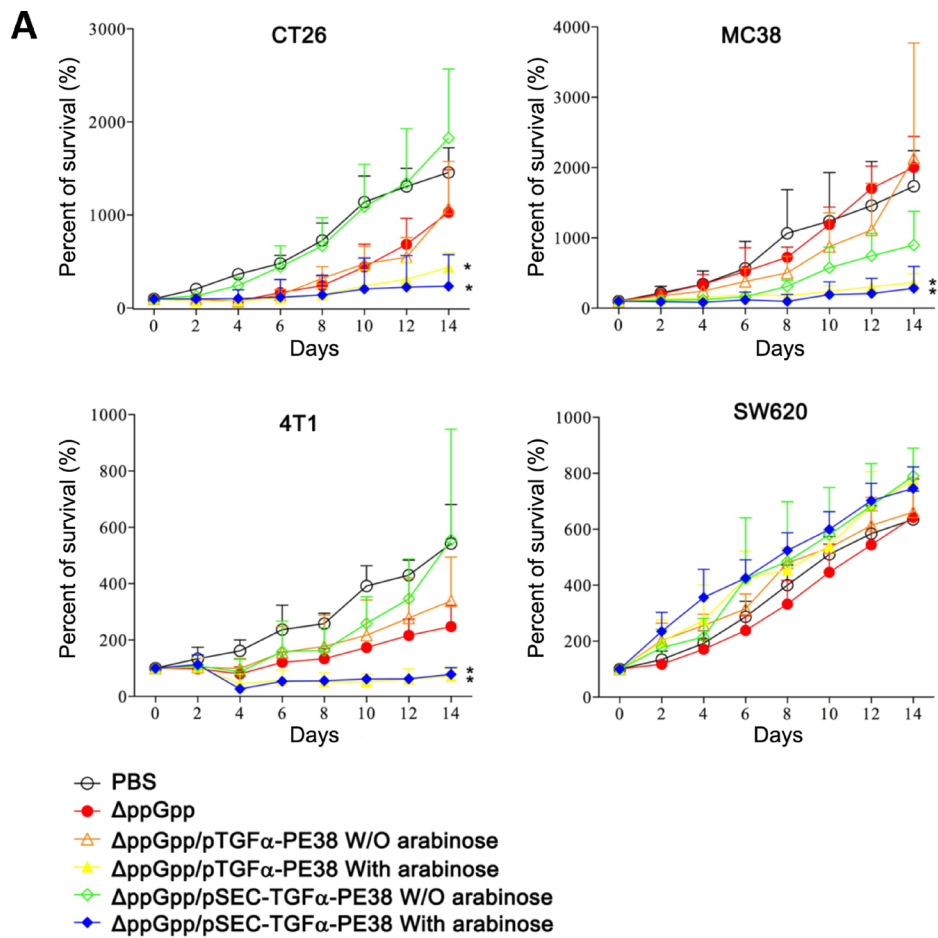 A
CT26
Percent of survival (%)
3000
2000
1000
0
0 2 4 6 8 10 12 14
Days
*
*
MC38
Percent of survival (%)
4000
3000
2000
1000
0
0 2 4 6 8 10 12 14
Days
*
*
4T1
Percent of survival (%)
1000
800
600
400
200
0
0 2 4 6 8 10 12 14
Days
*
*
SW620
Percent of survival (%)
1000
800
600
400
200
0
0 2 4 6 8 10 12 14
Days
PBS
ΔppGpp
ΔppGpp/pTGFα-PE38 W/O arabinose
ΔppGpp/pTGFα-PE38 With arabinose
ΔppGpp/pSEC-TGFα-PE38 W/O arabinose
ΔppGpp/pSEC-TGFα-PE38 With arabinose